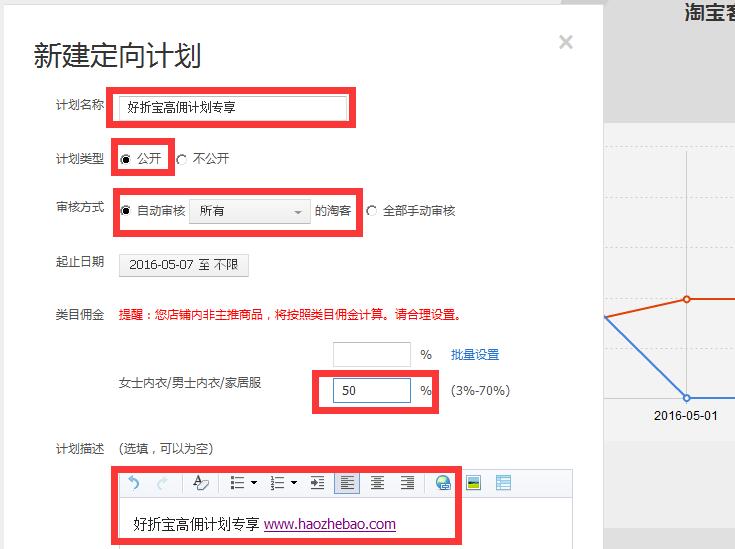 淘宝客
新建定向计划
计划名称 好折宝高佣计划专享
计划类型 公开 不公开
审核方式 自动审核 所有 的淘客 全部手动审核
起止日期 2016-05-07 至 不限
类目佣金 提醒：您店铺内非主推商品，将按照类目佣金计算。请合理设置。
% 批量设置
女士内衣/男士内衣/家居服 50 % (3%-70%)
2016-05-01
计划描述 (选填，可以为空)
好折宝高佣计划专享 www.haozhebao.com